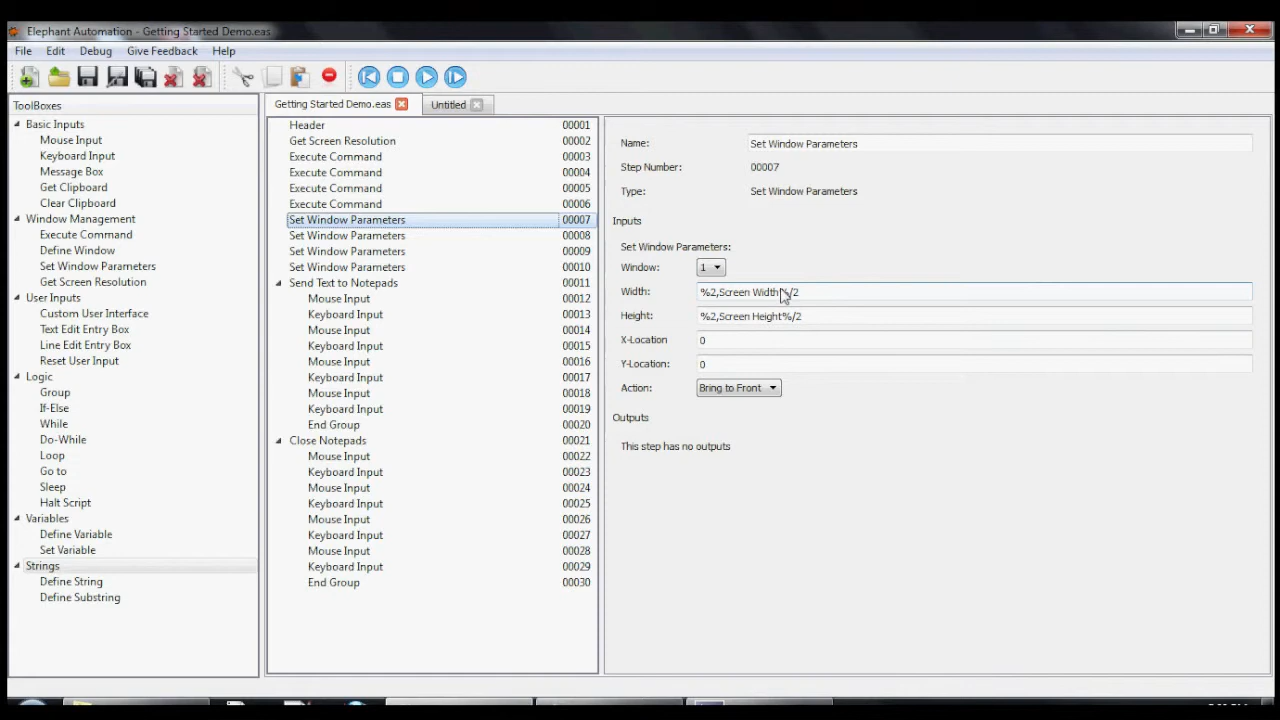 Elephant Automation - Getting Started Demo.eas
File Edit Debug Give Feedback Help
ToolBoxes
Basic Inputs
Mouse Input
Keyboard Input
Message Box
Get Clipboard
Clear Clipboard
Window Management
Execute Command
Define Window
Set Window Parameters
Get Screen Resolution
User Inputs
Custom User Interface
Text Edit Entry Box
Line Edit Entry Box
Reset User Input
Logic
Group
If-Else
While
Do-While
Loop
Go to
Sleep
Halt Script
Variables
Define Variable
Set Variable
Strings
Define String
Define Substring
Getting Started Demo.eas Untitled
Header 00001
Get Screen Resolution 00002
Execute Command 00003
Execute Command 00004
Execute Command 00005
Execute Command 00006
Set Window Parameters 00007
Set Window Parameters 00008
Set Window Parameters 00009
Set Window Parameters 00010
Send Text to Notepads 00011
Mouse Input 00012
Keyboard Input 00013
Mouse Input 00014
Keyboard Input 00015
Mouse Input 00016
Keyboard Input 00017
Mouse Input 00018
Keyboard Input 00019
End Group 00020
Close Notepads 00021
Mouse Input 00022
Keyboard Input 00023
Mouse Input 00024
Keyboard Input 00025
Mouse Input 00026
Keyboard Input 00027
Mouse Input 00028
Keyboard Input 00029
End Group 00030
Name: Set Window Parameters
Step Number: 00007
Type: Set Window Parameters
Inputs
Set Window Parameters:
Window: 1
Width: %2,Screen Width%/2
Height: %2,Screen Height%/2
X-Location 0
Y-Location: 0
Action: Bring to Front
Outputs
This step has no outputs